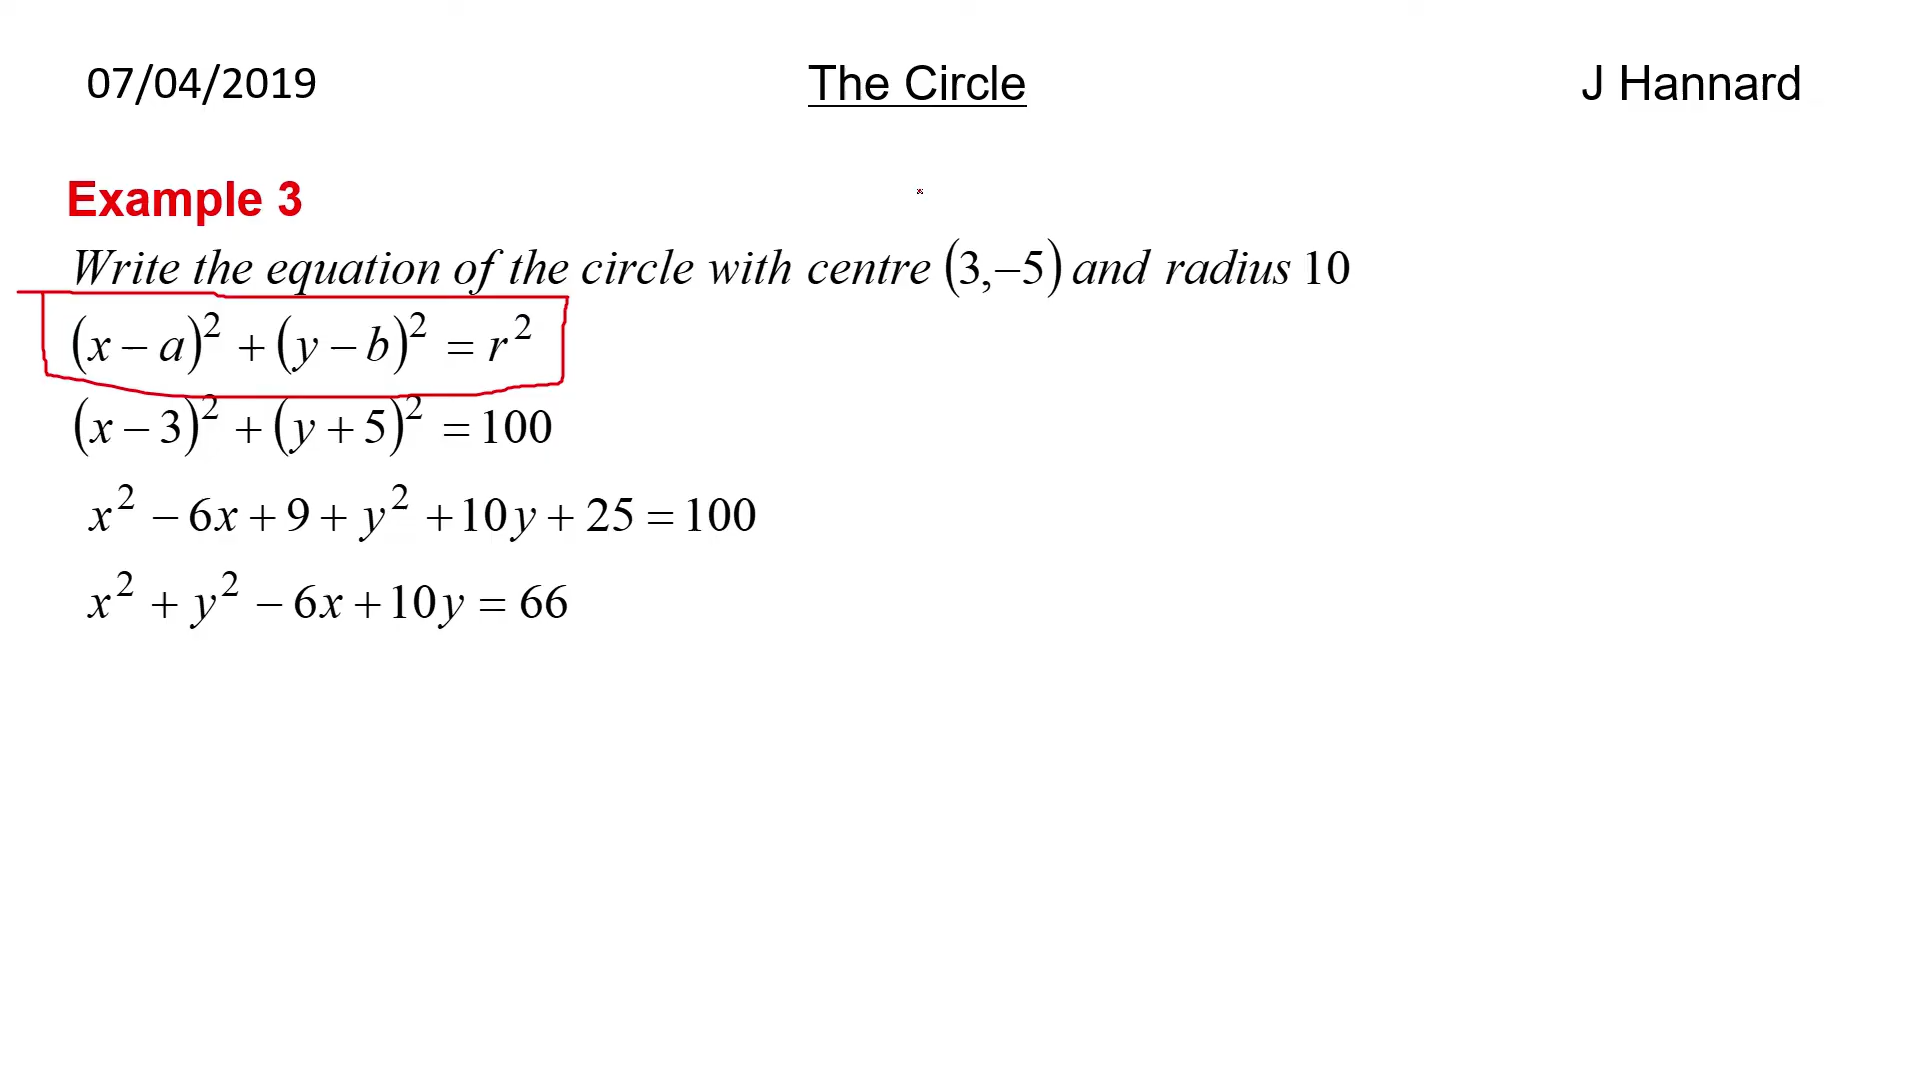 07/04/2019 The Circle J Hannard
Example 3
Write the equation of the circle with centre (3,−5) and radius 10
(x − a)² + (y − b)² = r²
(x − 3)² + (y + 5)² = 100
x² − 6x + 9 + y² + 10y + 25 = 100
x² + y² − 6x + 10y = 66